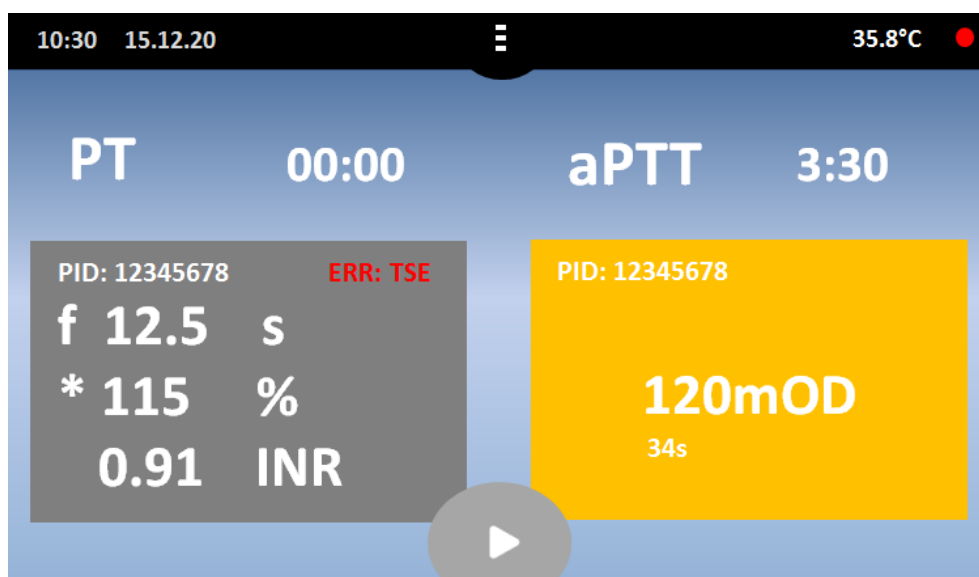 10:30 15.12.20 35.8°C
PT 00:00 aPTT 3:30
PID: 12345678 ERR: TSE
f 12.5 s
* 115 %
0.91 INR
PID: 12345678
120mOD
34s